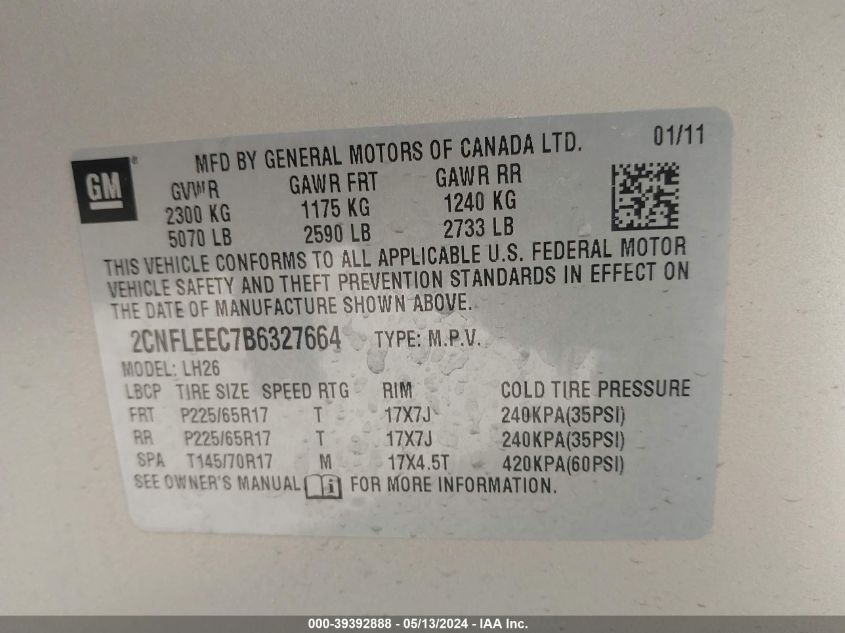 MFD BY GENERAL MOTORS OF CANADA LTD. 01/11
GM
GVWR GAWR FRT GAWR RR
2300 KG 1175 KG 1240 KG
5070 LB 2590 LB 2733 LB
THIS VEHICLE CONFORMS TO ALL APPLICABLE U.S. FEDERAL MOTOR
VEHICLE SAFETY AND THEFT PREVENTION STANDARDS IN EFFECT ON
THE DATE OF MANUFACTURE SHOWN ABOVE.
2CNFLEEC7B6327664 TYPE: M.P.V.
MODEL: LH26
LBCP TIRE SIZE SPEED RTG RIM COLD TIRE PRESSURE
FRT P225/65R17 T 17X7J 240KPA(35PSI)
RR P225/65R17 T 17X7J 240KPA(35PSI)
SPA T145/70R17 M 17X4.5T 420KPA(60PSI)
SEE OWNER'S MANUAL i FOR MORE INFORMATION.
000-39392888 - 05/13/2024 - IAA Inc.